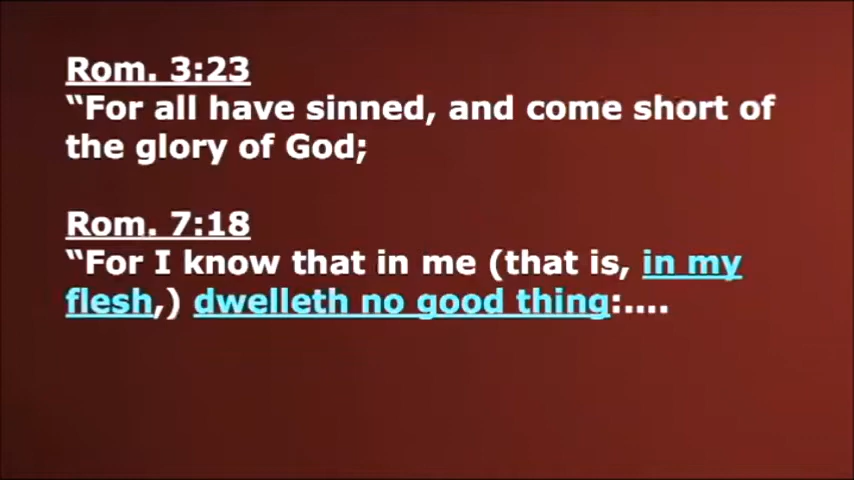 Rom. 3:23
“For all have sinned, and come short of
the glory of God;
Rom. 7:18
“For I know that in me (that is, in my
flesh,) dwelleth no good thing:....